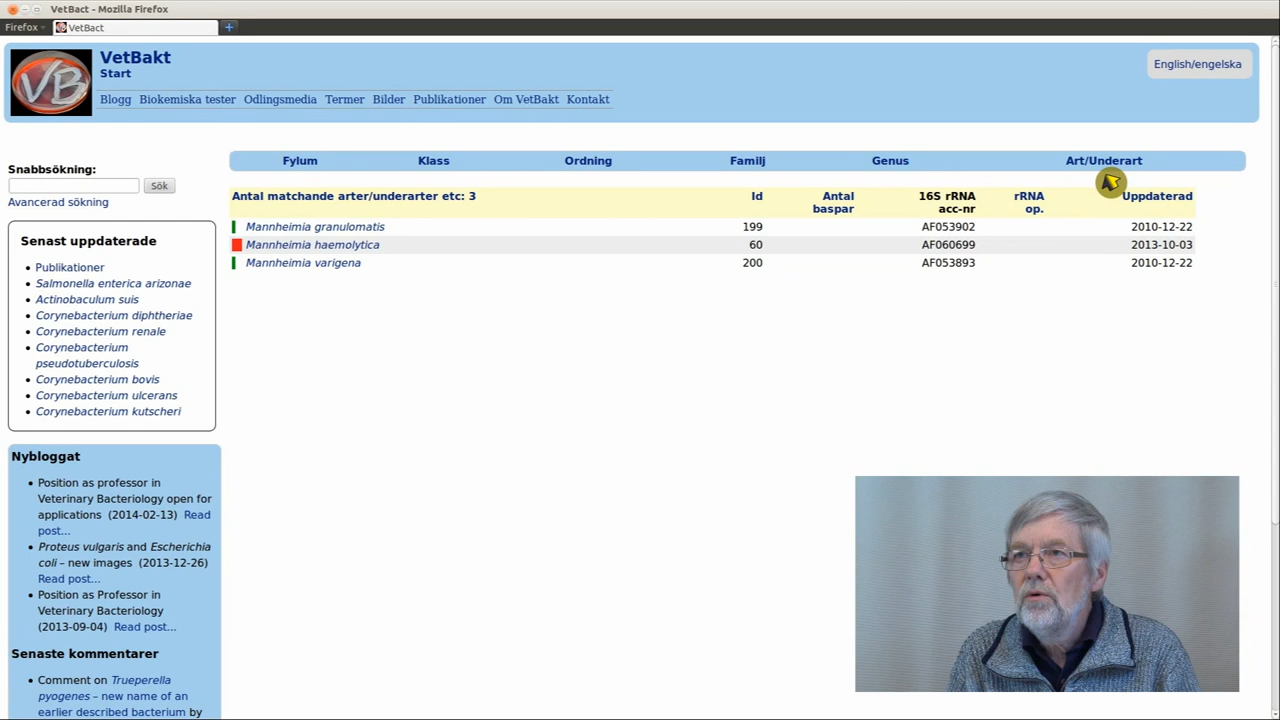 VetBact - Mozilla Firefox
Firefox
VetBact
VB
VetBakt
Start
English/engelska
Blogg Biokemiska tester Odlingsmedia Termer Bilder Publikationer Om VetBakt Kontakt
Snabbsökning:
Sök
Avancerad sökning
Senast uppdaterade
Publikationer
Salmonella enterica arizonae
Actinobaculum suis
Corynebacterium diphtheriae
Corynebacterium renale
Corynebacterium
pseudotuberculosis
Corynebacterium bovis
Corynebacterium ulcerans
Corynebacterium kutscheri
Nybloggat
Position as professor in
Veterinary Bacteriology open for
applications (2014-02-13) Read
post...
Proteus vulgaris and Escherichia
coli – new images (2013-12-26)
Read post...
Position as Professor in
Veterinary Bacteriology
(2013-09-04) Read post...
Senaste kommentarer
Comment on Trueperella
pyogenes – new name of an
earlier described bacterium by
Fylum Klass Ordning Familj Genus Art/Underart
Antal matchande arter/underarter etc: 3 Id Antal 16S rRNA rRNA Uppdaterad
baspar acc-nr op.
Mannheimia granulomatis 199 AF053902 2010-12-22
Mannheimia haemolytica 60 AF060699 2013-10-03
Mannheimia varigena 200 AF053893 2010-12-22